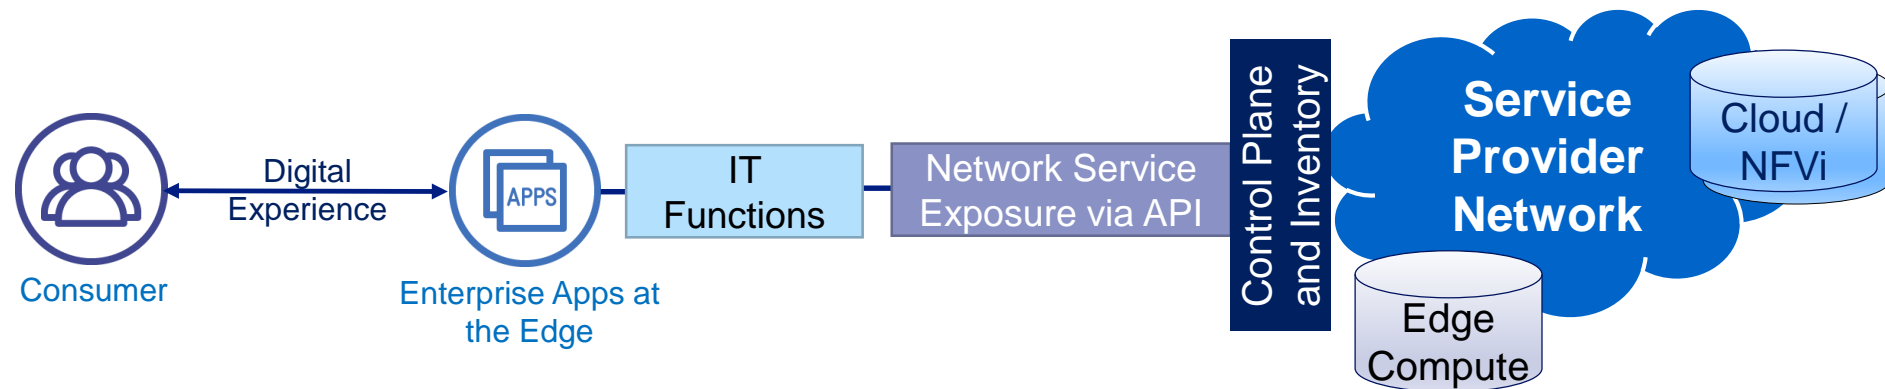 Consumer
Digital
Experience
APPS
Enterprise Apps at
the Edge
IT
Functions
Network Service
Exposure via API
Control Plane
and Inventory
Service
Provider
Network
Cloud /
NFVi
Edge
Compute